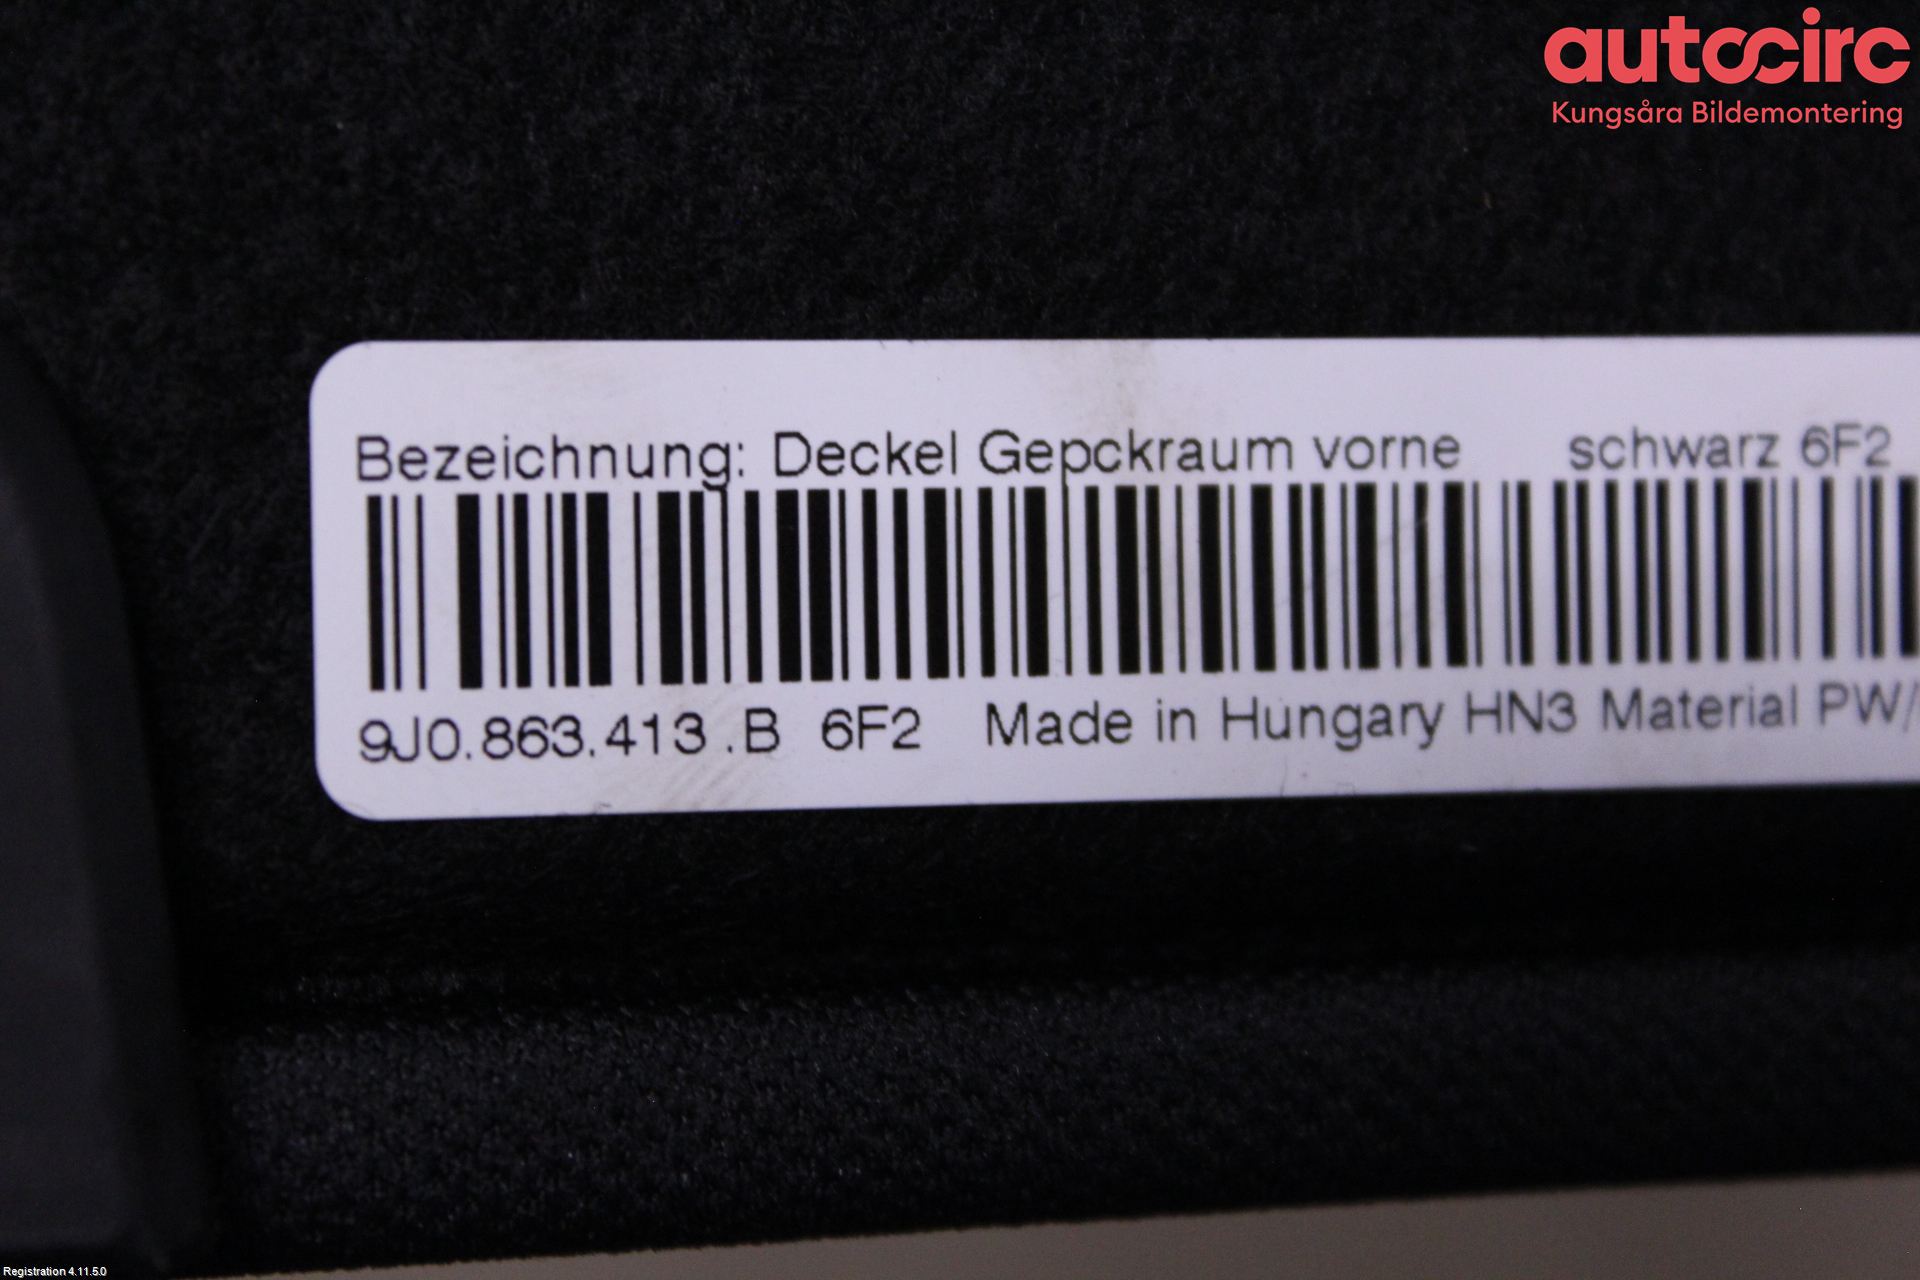 autocirc
Kungsåra Bildemontering
Bezeichnung: Deckel Gepckraum vorne schwarz 6F2
9J0.863.413.B 6F2 Made in Hungary HN3 Material PW/
Registration 4.11.5.0